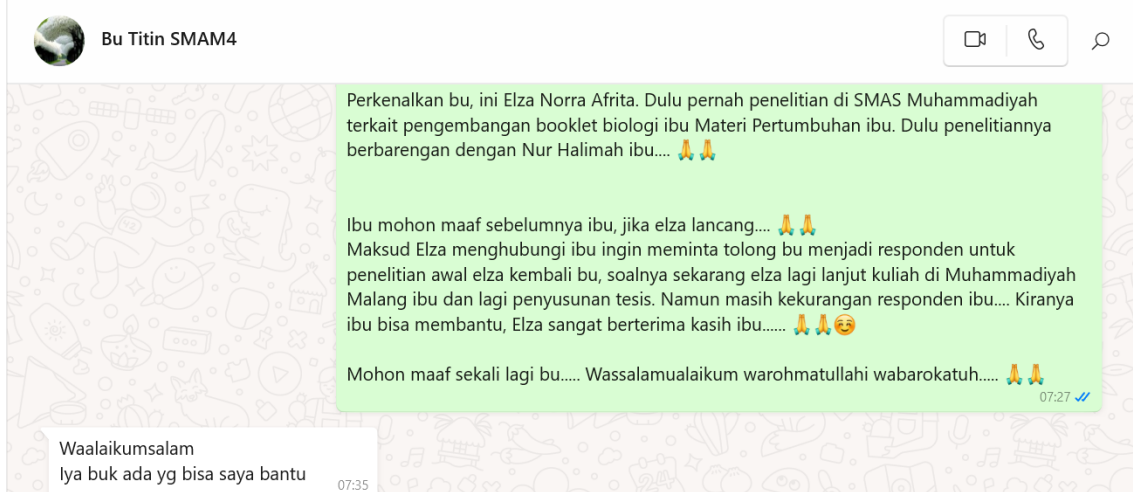 Bu Titin SMAM4
Perkenalkan bu, ini Elza Norra Afrita. Dulu pernah penelitian di SMAS Muhammadiyah
terkait pengembangan booklet biologi ibu Materi Pertumbuhan ibu. Dulu penelitiannya
berbarengan dengan Nur Halimah ibu.... 🙏🙏
Ibu mohon maaf sebelumnya ibu, jika elza lancang.... 🙏🙏
Maksud Elza menghubungi ibu ingin meminta tolong bu menjadi responden untuk
penelitian awal elza kembali bu, soalnya sekarang elza lagi lanjut kuliah di Muhammadiyah
Malang ibu dan lagi penyusunan tesis. Namun masih kekurangan responden ibu.... Kiranya
ibu bisa membantu, Elza sangat berterima kasih ibu...... 🙏🙏☺️
Mohon maaf sekali lagi bu..... Wassalamualaikum warohmatullahi wabarokatuh..... 🙏🙏
07:27
Waalaikumsalam
Iya buk ada yg bisa saya bantu
07:35